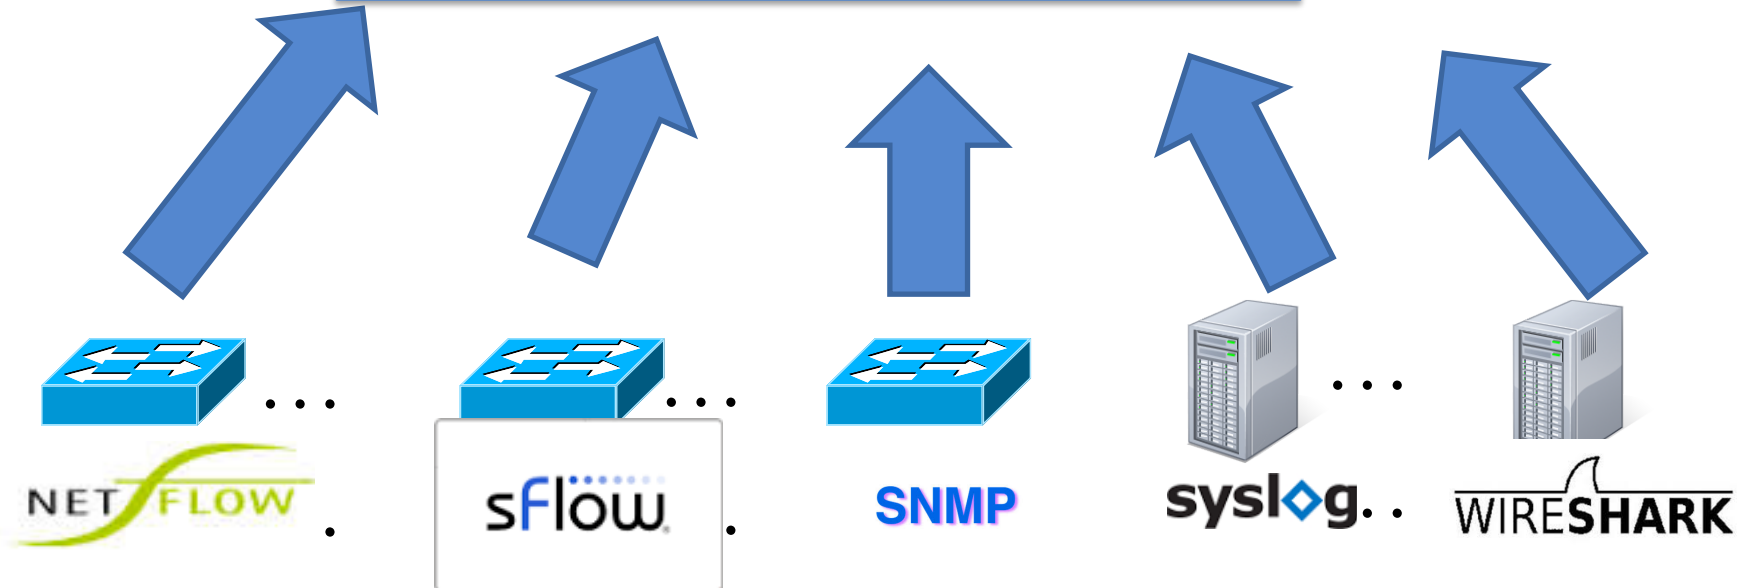 . . .
. . .
. . .
NETFLOW
.
sFlow
.
SNMP
syslog
. .
WIRESHARK